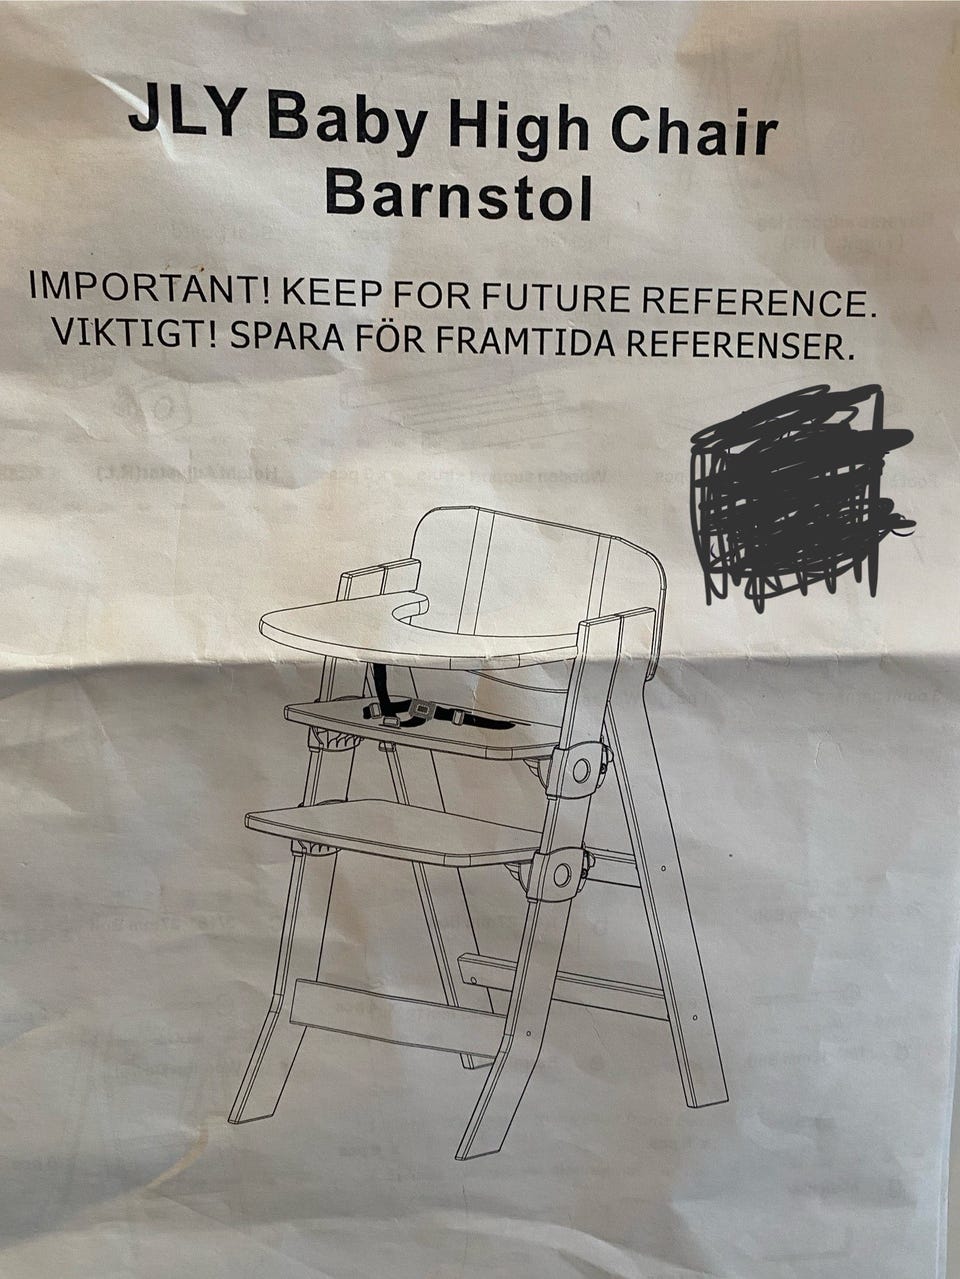 JLY Baby High Chair
Barnstol
IMPORTANT! KEEP FOR FUTURE REFERENCE.
VIKTIGT! SPARA FÖR FRAMTIDA REFERENSER.